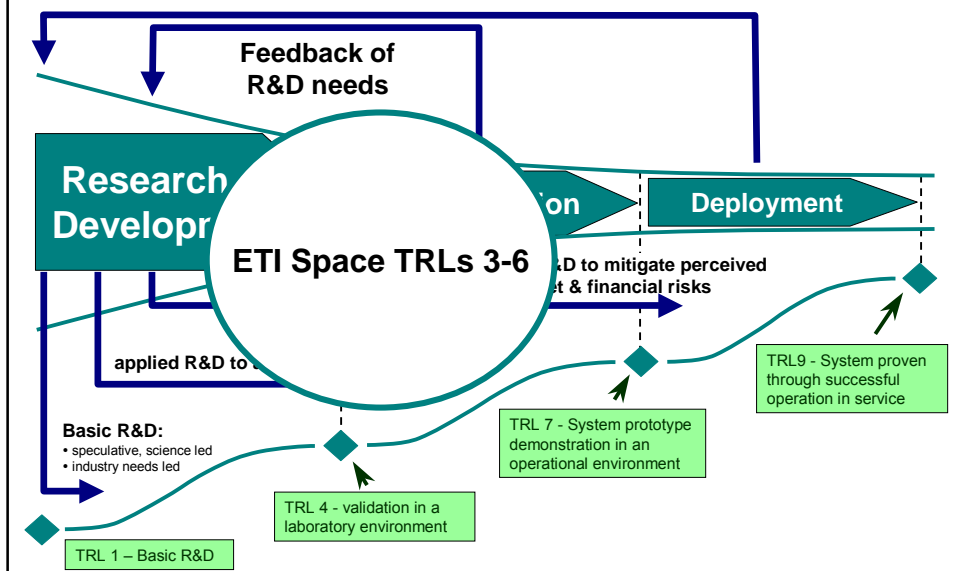 Feedback of
R&D needs
Research
Develop
ion
Deployment
ETI Space TRLs 3-6
&D to mitigate perceived
et & financial risks
applied R&D to
Basic R&D:
• speculative, science led
• industry needs led
TRL 1 – Basic R&D
TRL 4 - validation in a
laboratory environment
TRL 7 - System prototype
demonstration in an
operational environment
TRL9 - System proven
through successful
operation in service